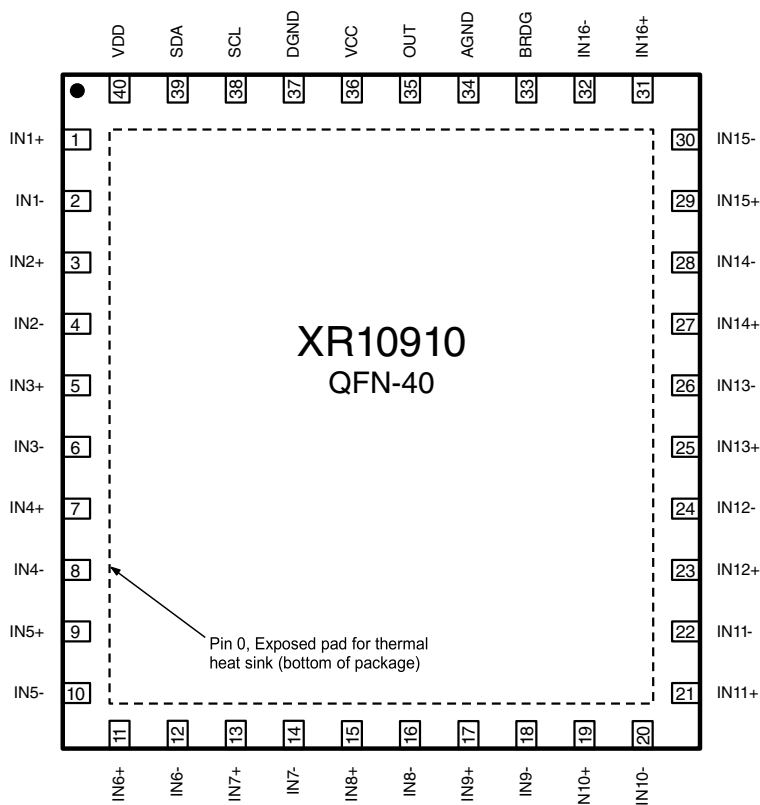 VDD
SDA
SCL
DGND
VCC
OUT
AGND
BRDG
IN16-
IN16+
40
39
38
37
36
35
34
33
32
31
IN1+ 1
30 IN15-
IN1- 2
29 IN15+
IN2+ 3
28 IN14-
IN2- 4
27 IN14+
XR10910
QFN-40
IN3+ 5
26 IN13-
IN3- 6
25 IN13+
IN4+ 7
24 IN12-
IN4- 8
23 IN12+
IN5+ 9
22 IN11-
Pin 0, Exposed pad for thermal
heat sink (bottom of package)
IN5- 10
21 IN11+
11
12
13
14
15
16
17
18
19
20
IN6+
IN6-
IN7+
IN7-
IN8+
IN8-
IN9+
IN9-
N10+
IN10-